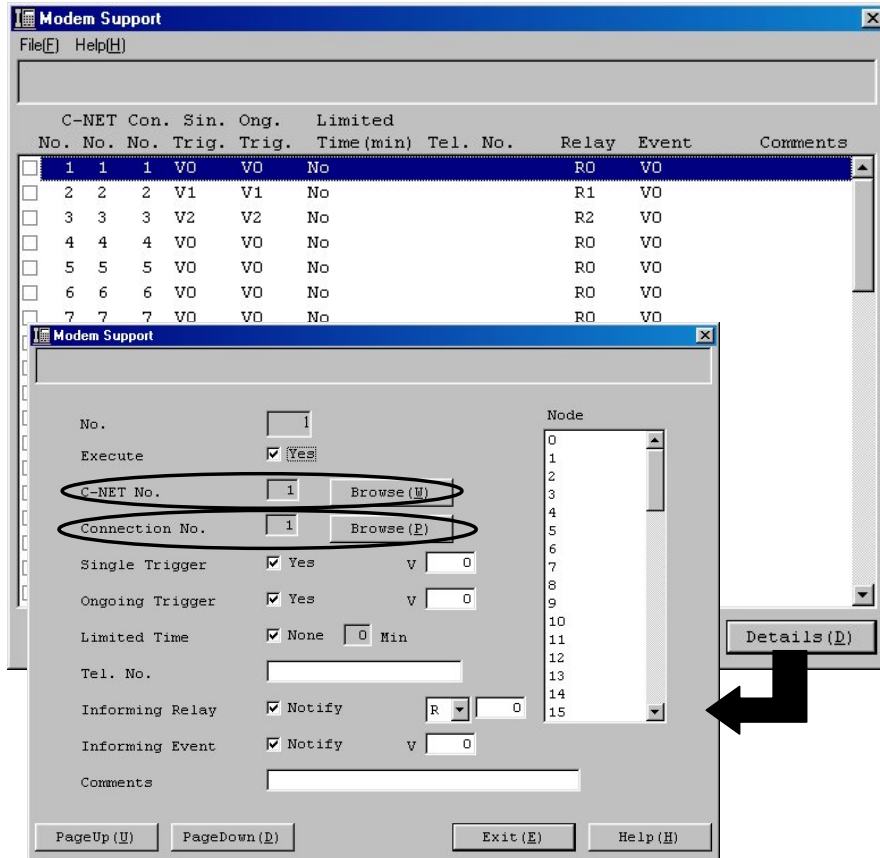 Modem Support
File(F) Help(H)
C-NET Con. Sin. Ong. Limited
No. No. No. Trig. Trig. Time(min) Tel. No. Relay Event Comments
1 1 1 V0 V0 No R0 V0
2 2 2 V1 V1 No R1 V0
3 3 3 V2 V2 No R2 V0
4 4 4 V0 V0 No R0 V0
5 5 5 V0 V0 No R0 V0
6 6 6 V0 V0 No R0 V0
7 7 7 V0 V0 No R0 V0
Modem Support
No. 1
Execute Yes
C-NET No. 1 Browse(W)
Connection No. 1 Browse(P)
Single Trigger Yes V 0
Ongoing Trigger Yes V 0
Limited Time None 0 Min
Tel. No.
Informing Relay Notify R 0
Informing Event Notify V 0
Comments
Node
0
1
2
3
4
5
6
7
8
9
10
11
12
13
14
15
Details(D)
PageUp(U) PageDown(D) Exit(E) Help(H)